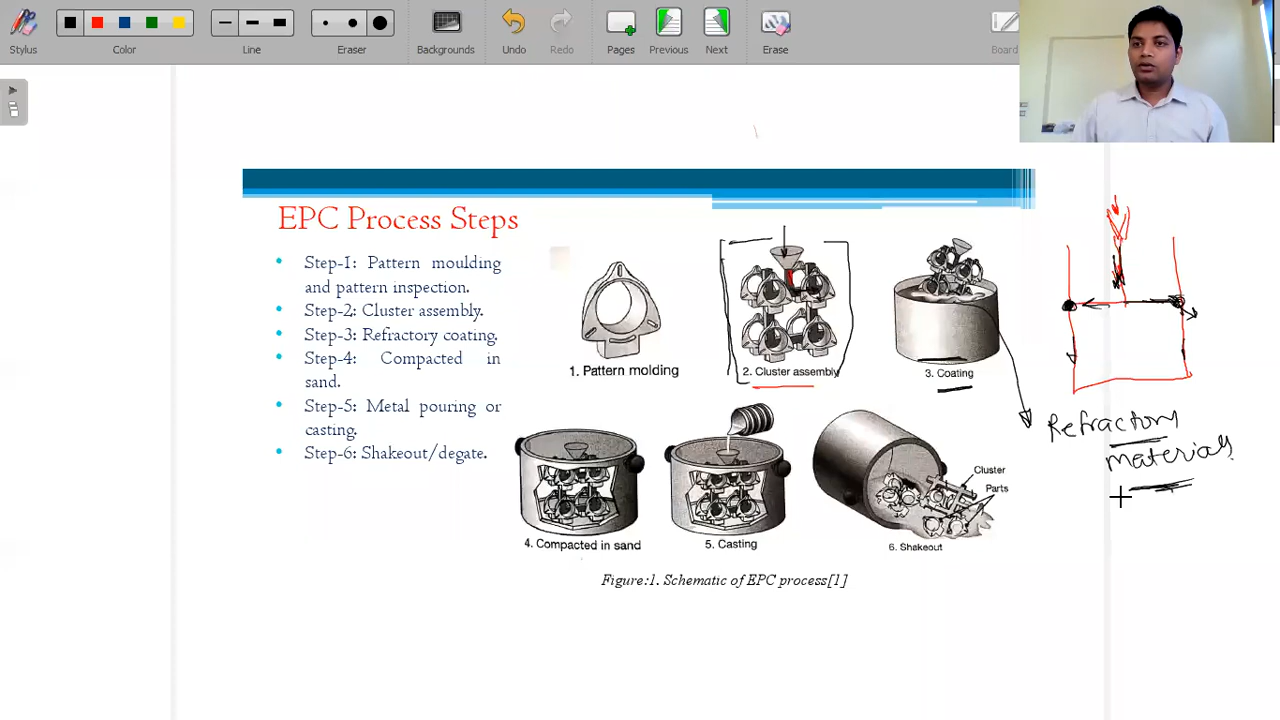 Stylus
Color
Line
Eraser
Backgrounds
Undo
Redo
Pages
Previous
Next
Erase
Board
EPC Process Steps
• Step-1: Pattern moulding
and pattern inspection.
• Step-2: Cluster assembly.
• Step-3: Refractory coating.
• Step-4: Compacted in
sand.
• Step-5: Metal pouring or
casting.
• Step-6: Shakeout/degate.
1. Pattern molding
2. Cluster assembly
3. Coating
Refractory
materials
Cluster
Parts
4. Compacted in sand
5. Casting
6. Shakeout
Figure:1. Schematic of EPC process[1]